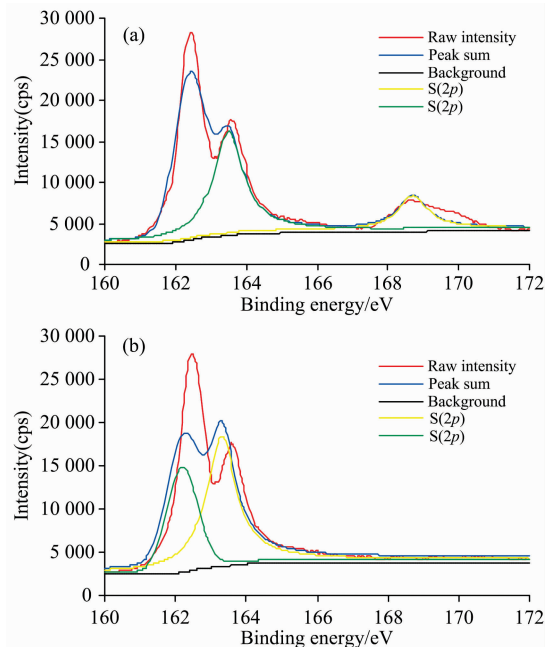 (a)
Raw intensity
Peak sum
Background
S(2p)
S(2p)
Intensity(cps)
30 000
25 000
20 000
15 000
10 000
5 000
0
160 162 164 166 168 170 172
Binding energy/eV
(b)
Raw intensity
Peak sum
Background
S(2p)
S(2p)
Intensity(cps)
30 000
25 000
20 000
15 000
10 000
5 000
0
160 162 164 166 168 170 172
Binding energy/eV